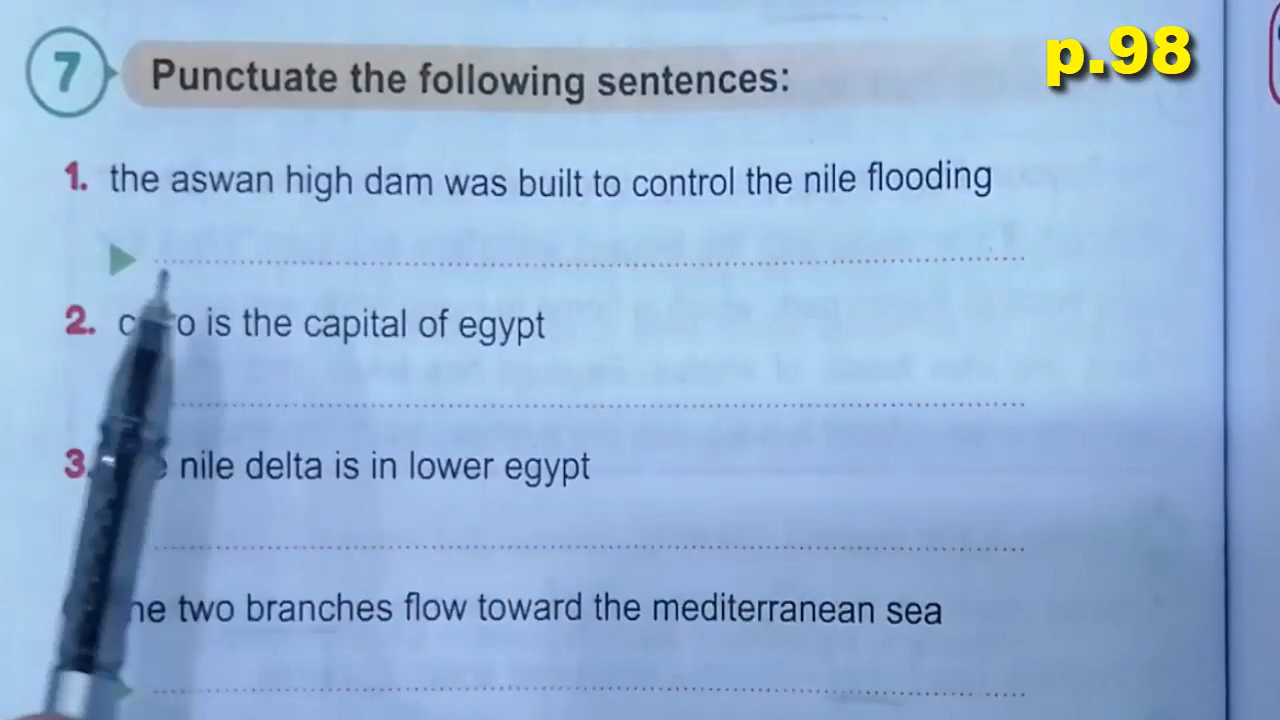 7 Punctuate the following sentences:
p.98
1. the aswan high dam was built to control the nile flooding
2. is the capital of egypt
3. nile delta is in lower egypt
two branches flow toward the mediterranean sea